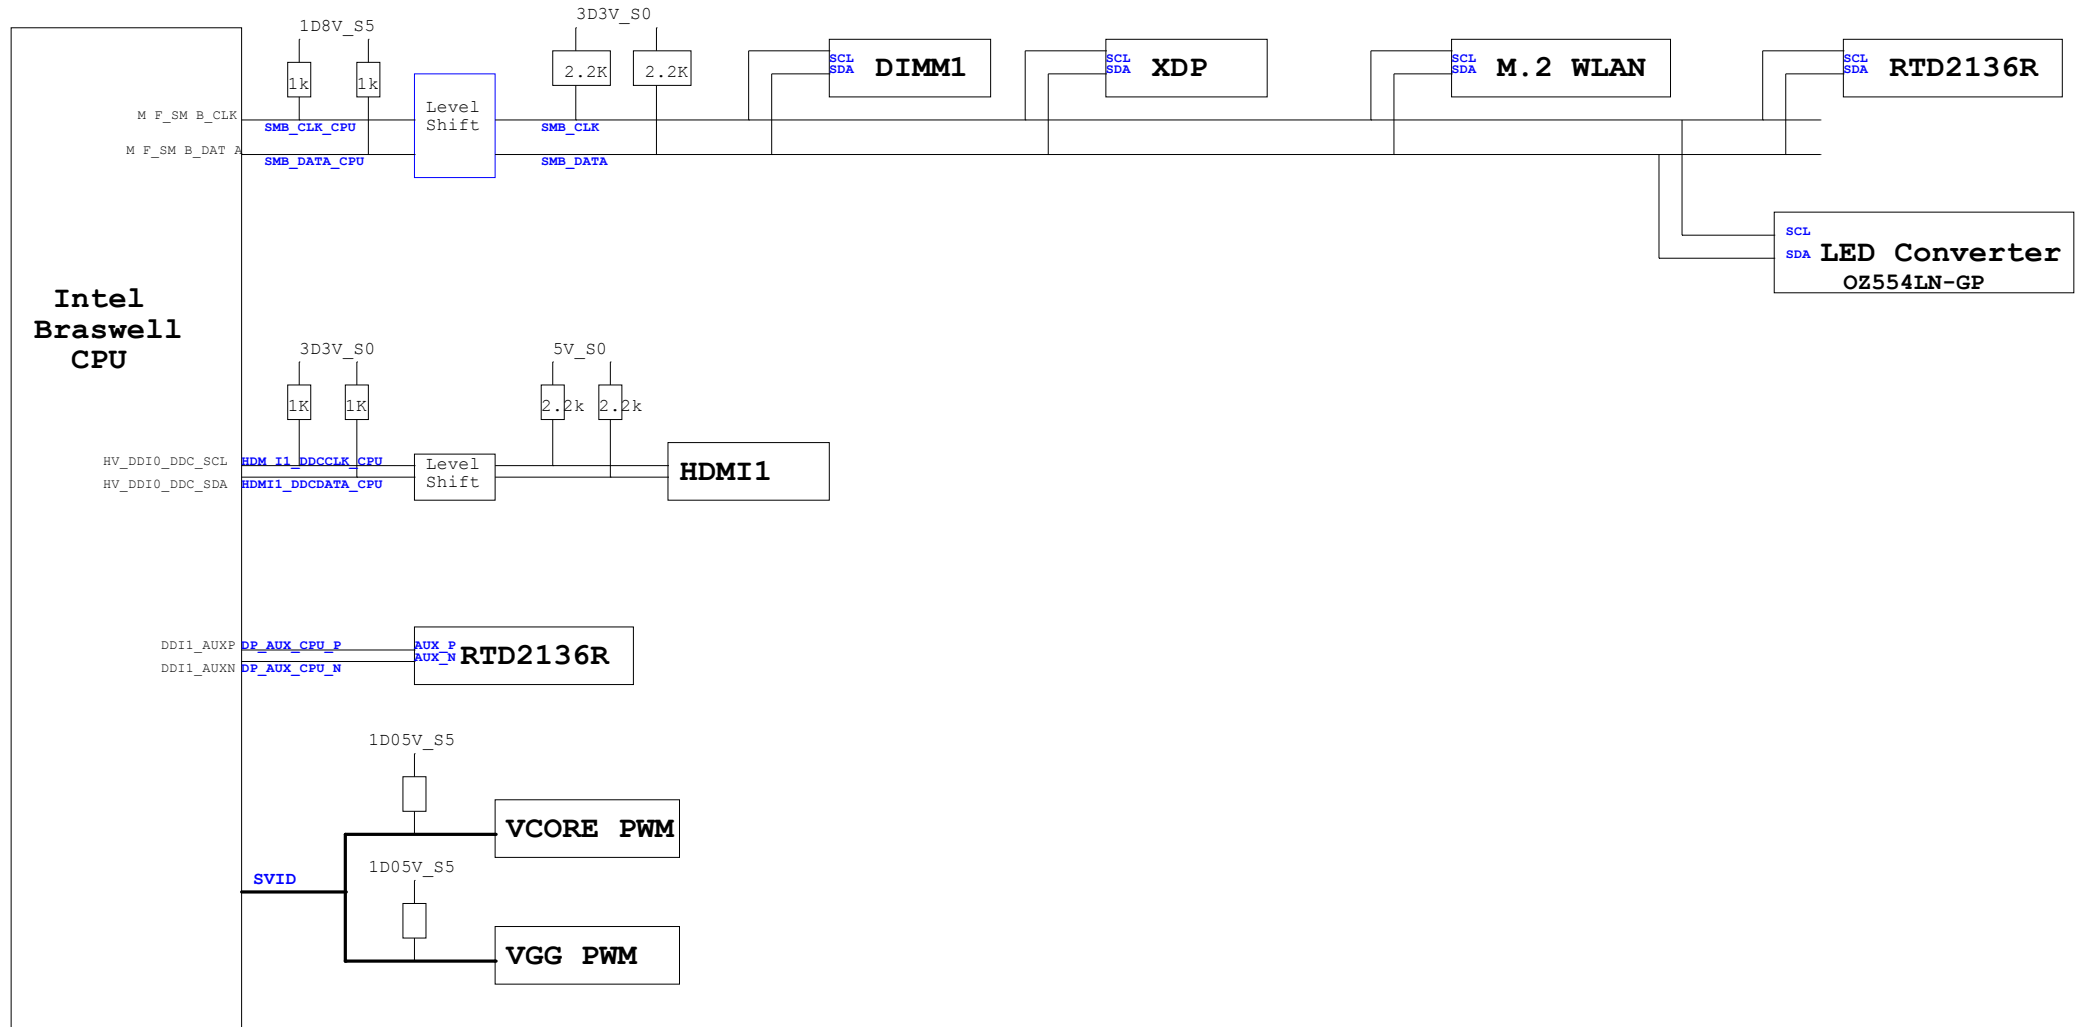 1D8V_S5
3D3V_S0
1k
1k
2.2K
2.2K
SCL
SDA
DIMM1
SCL
SDA
XDP
SCL
SDA
M.2 WLAN
SCL
SDA
RTD2136R
Level
Shift
M F_SM B_CLK
SMB_CLK_CPU
SMB_CLK
M F_SM B_DAT A
SMB_DATA_CPU
SMB_DATA
SCL
SDA
LED Converter
OZ554LN-GP
Intel
Braswell
CPU
3D3V_S0
5V_S0
1K
1K
2.2k
2.2k
HV_DDI0_DDC_SCL
HDM I1_DDCCLK_CPU
HV_DDI0_DDC_SDA
HDMI1_DDCDATA_CPU
Level
Shift
HDMI1
DDI1_AUXP
DP_AUX_CPU_P
DDI1_AUXN
DP_AUX_CPU_N
AUX_P
AUX_N
RTD2136R
1D05V_S5
VCORE PWM
1D05V_S5
SVID
VGG PWM